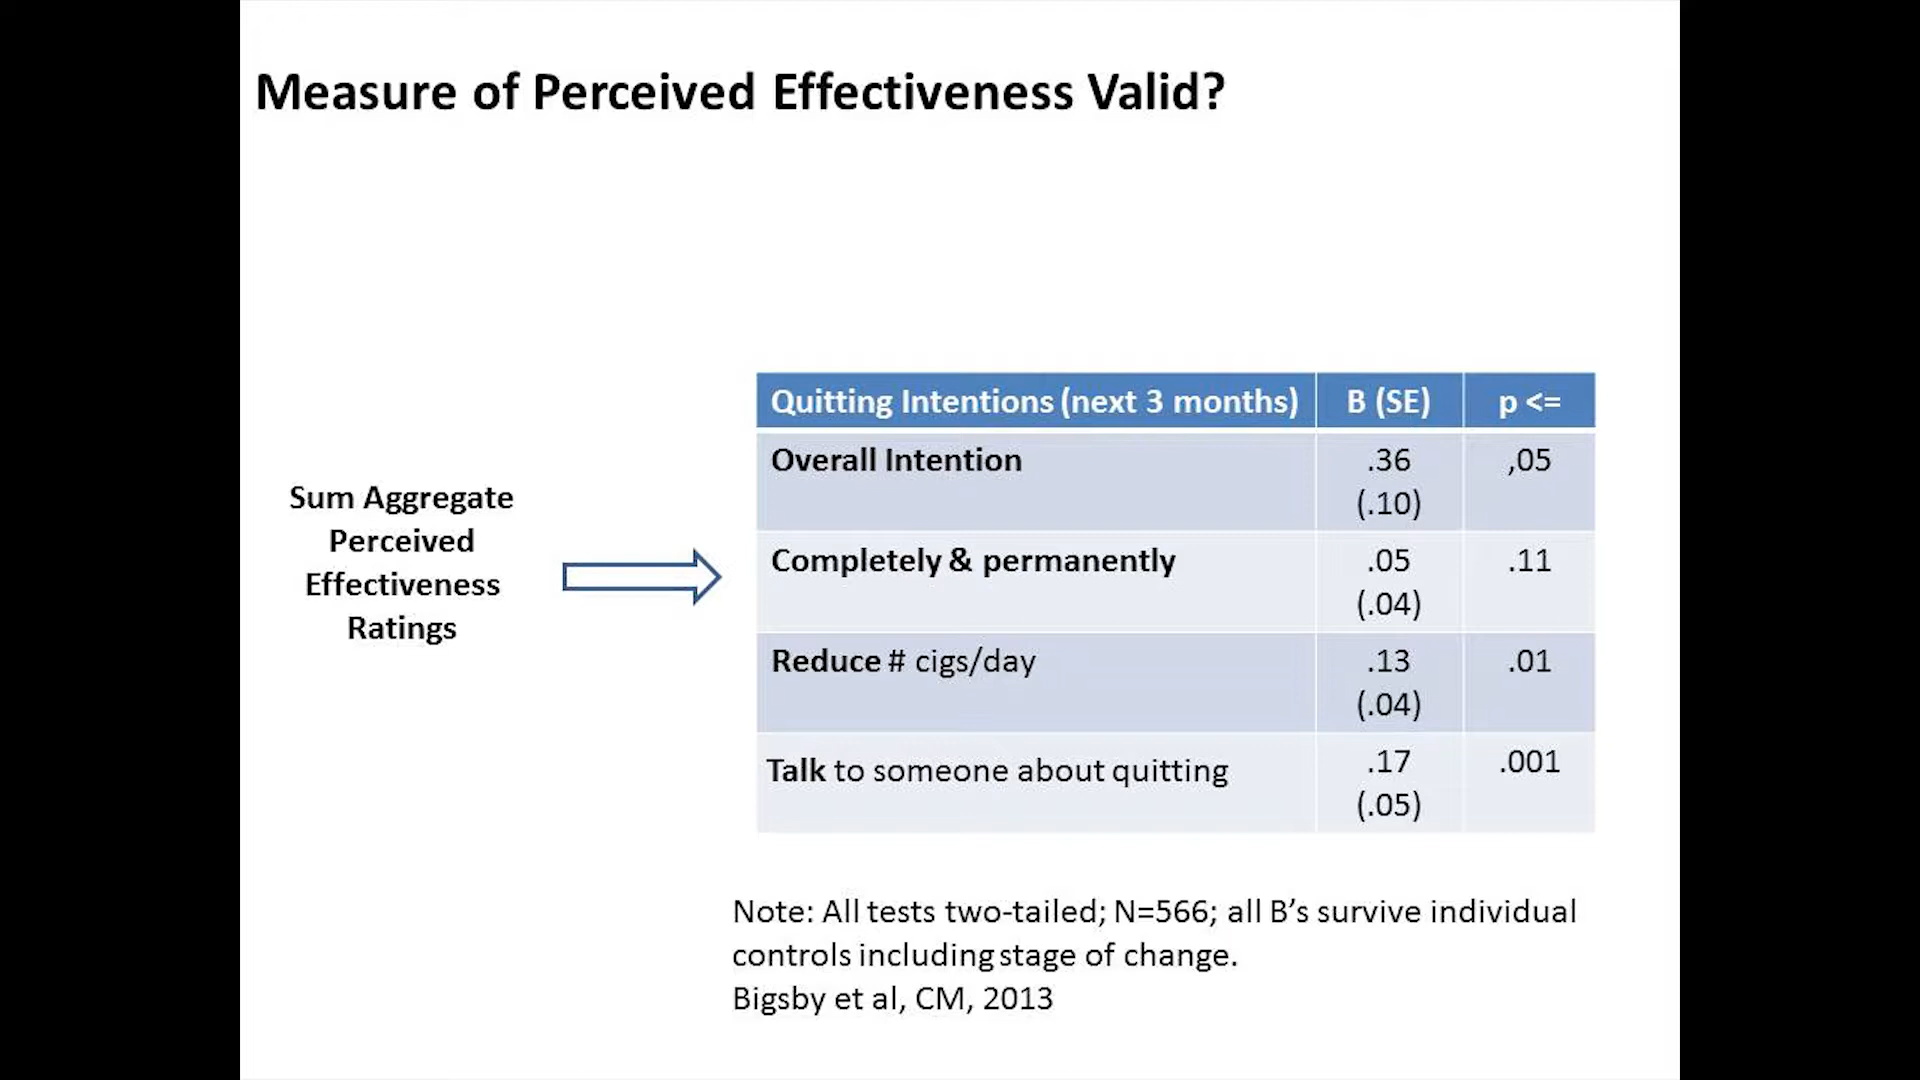 Measure of Perceived Effectiveness Valid?
Sum Aggregate
Perceived
Effectiveness
Ratings
Quitting Intentions (next 3 months) B (SE) p <=
Overall Intention .36 ,05
(.10)
Completely & permanently .05 .11
(.04)
Reduce # cigs/day .13 .01
(.04)
Talk to someone about quitting .17 .001
(.05)
Note: All tests two-tailed; N=566; all B’s survive individual
controls including stage of change.
Bigsby et al, CM, 2013